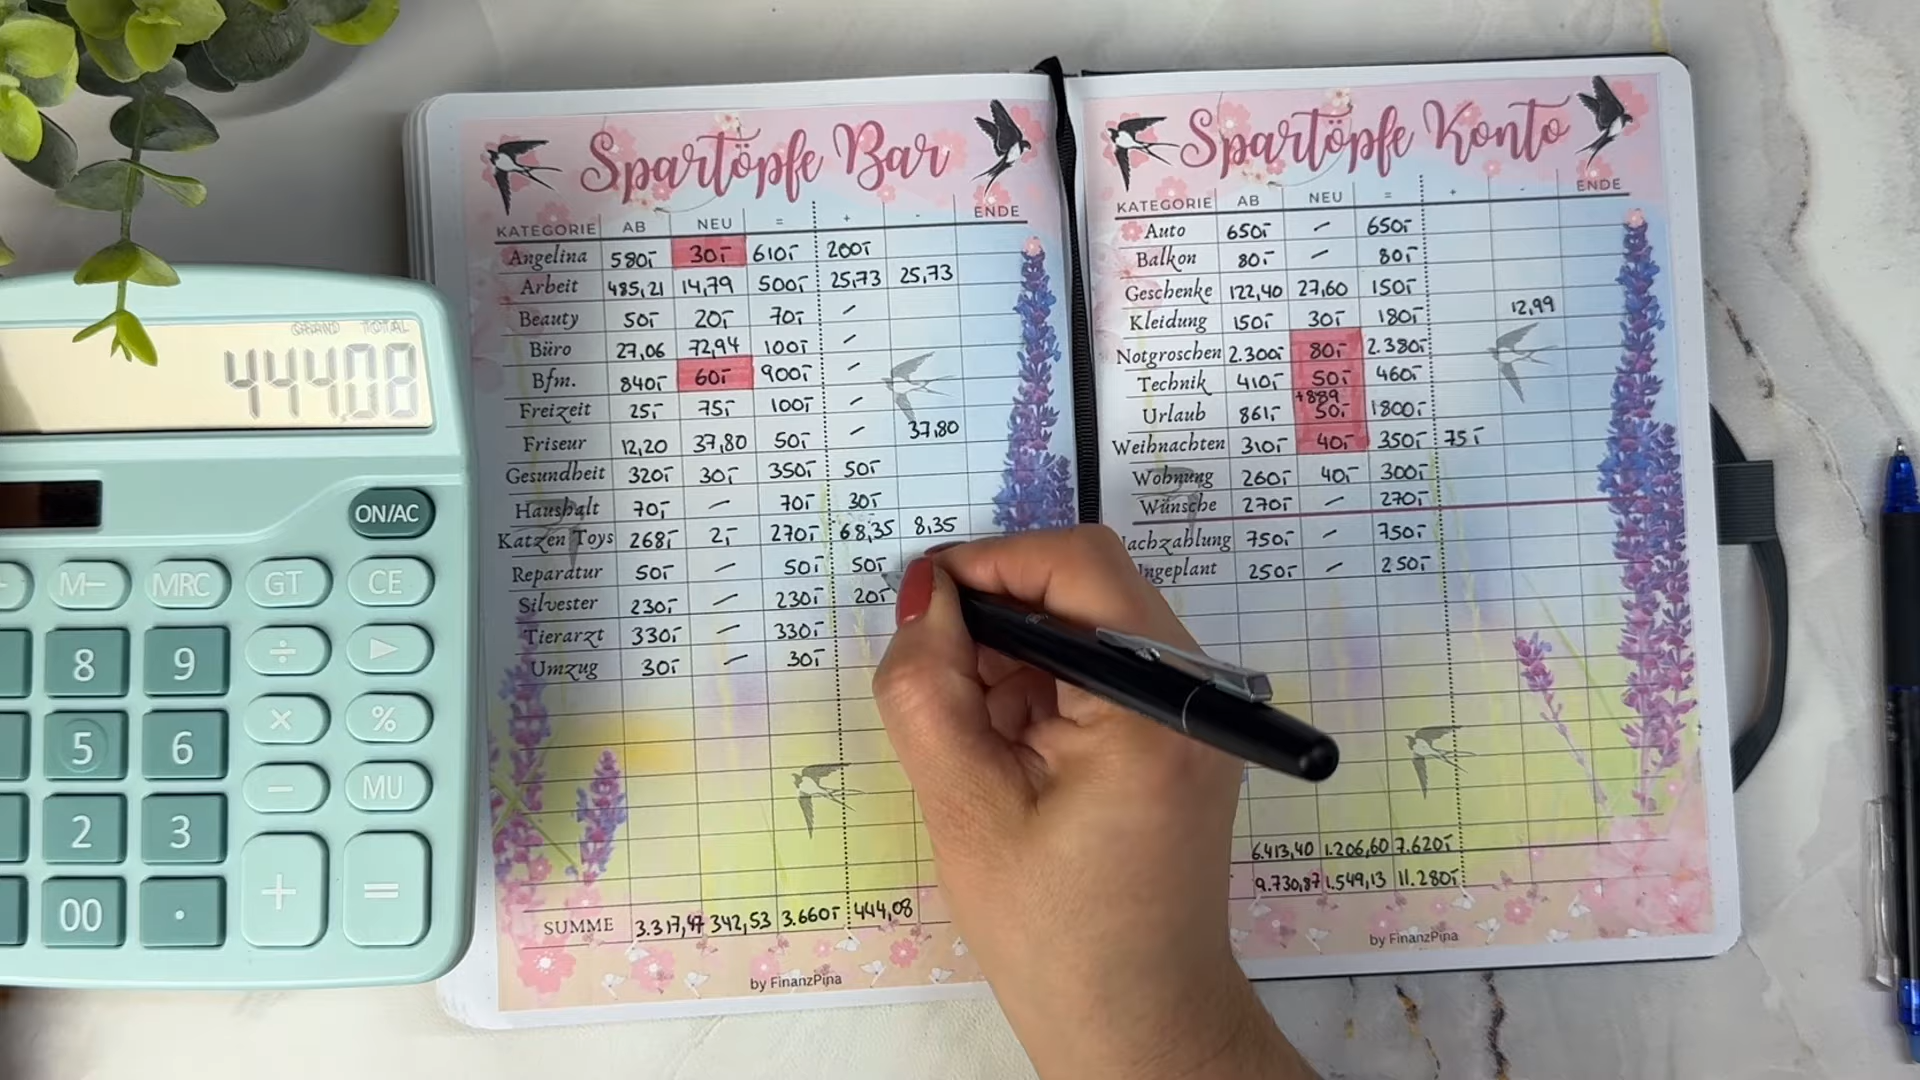 GRAND TOTAL
444.08
ON/AC
M– MRC GT CE
8 9 ÷ ►
5 6 × %
2 3 − MU
00 · + =
Spartöpfe Bar
KATEGORIE AB NEU = + - ENDE
Angelina 580,- 30,- 610,- 200,-
Arbeit 485,21 14,79 500,- 25,73 25,73
Beauty 50,- 20,- 70,- –
Büro 27,06 72,94 100,- –
Bfm. 840,- 60,- 900,- –
Freizeit 25,- 75,- 100,- –
Friseur 12,20 37,80 50,- – 37,80
Gesundheit 320,- 30,- 350,- 50,-
Haushalt 70,- – 70,- 30,-
Katzen Toys 268,- 2,- 270,- 68,35 8,35
Reparatur 50,- – 50,- 50,-
Silvester 230,- – 230,- 20,-
Tierarzt 330,- – 330,-
Umzug 30,- – 30,-
SUMME 3.317,47 342,53 3.660,- 444,08
by FinanzPina
Spartöpfe Konto
KATEGORIE AB NEU = + - ENDE
Auto 650,- – 650,-
Balkon 80,- – 80,-
Geschenke 122,40 27,60 150,-
Kleidung 150,- 30,- 180,- 12,99
Notgroschen 2.300,- 80,- 2.380,-
Technik 410,- 50,- 460,-
+889
Urlaub 861,- 50,- 1800,-
Weihnachten 310,- 40,- 350,- 75,-
Wohnung 260,- 40,- 300,-
Wünsche 270,- – 270,-
achzahlung 750,- – 750,-
ngeplant 250,- – 250,-
6.413,40 1.206,60 7.620,-
9.730,87 1.549,13 11.280,-
by FinanzPina